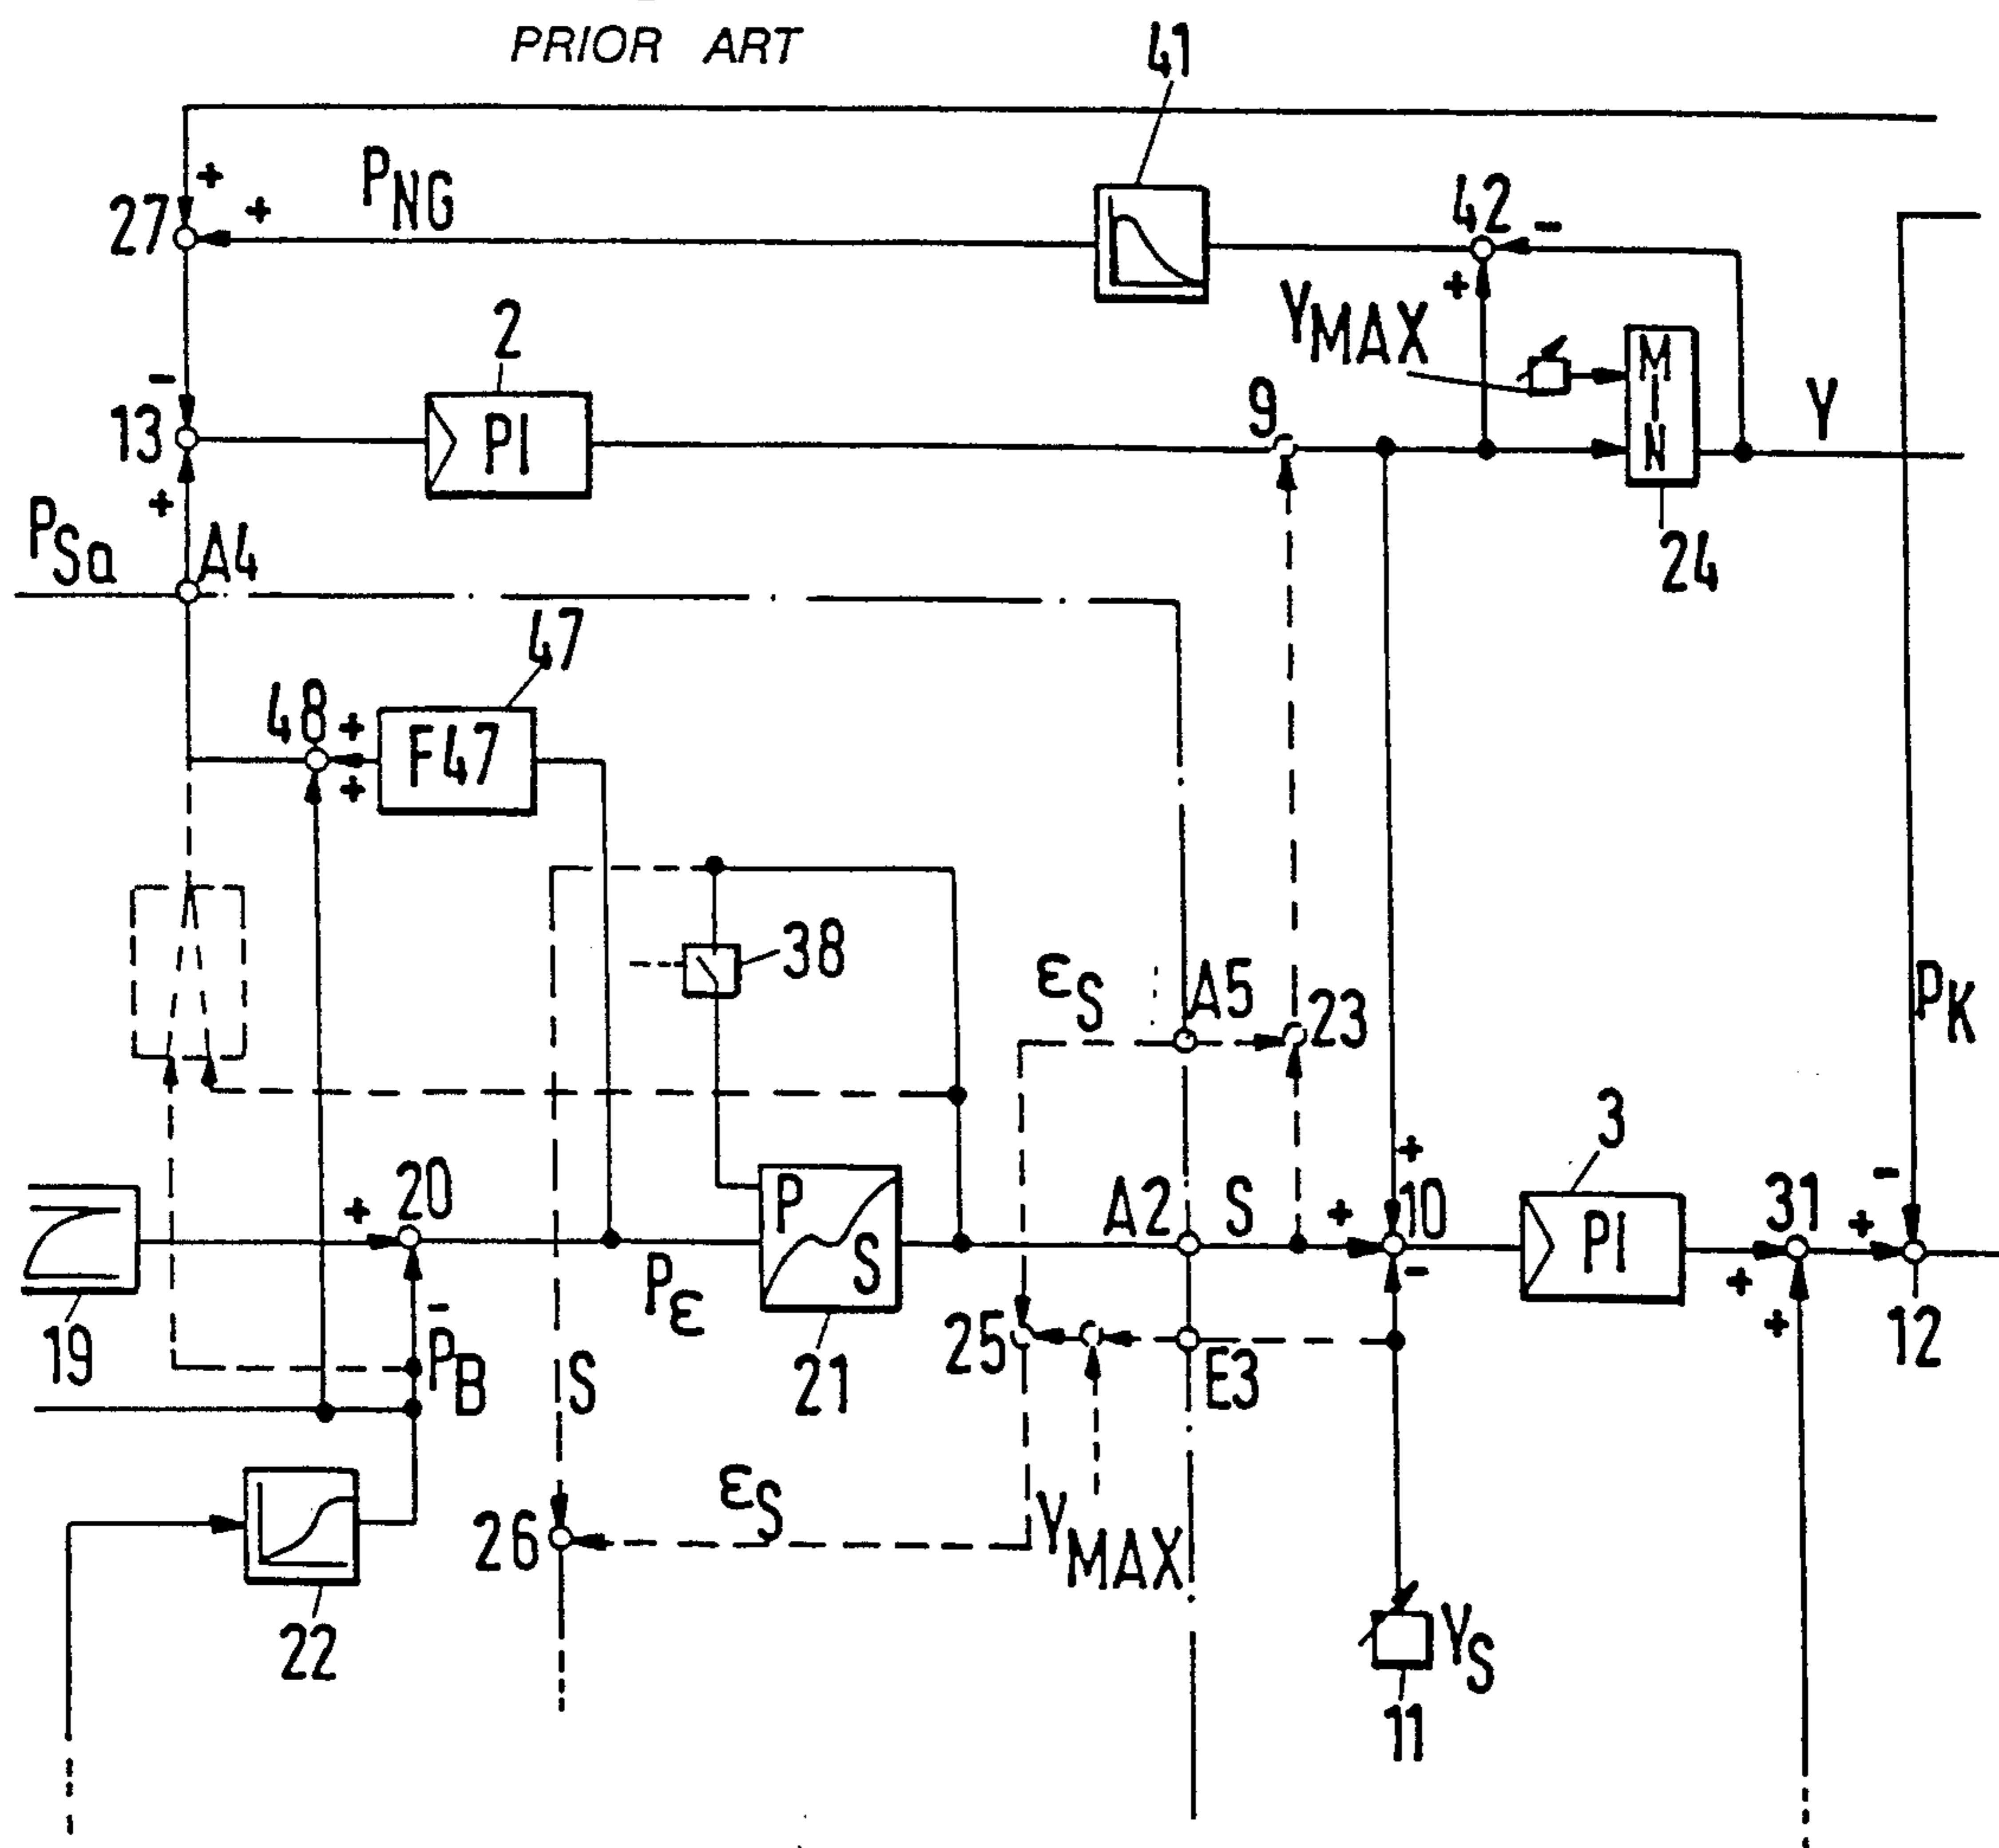 PRIOR ART
41
+
+
P_NG
27
42
-
+
Y_MAX
2
-
13
PI
9
M
I
N
Y
+
P_Sa
A4
24
47
48
+
F47
+
38
ε_S
A5
23
P_K
3
+
-
P
+
20
A2
S
+
10
PI
31
+
S
-
+
P_ε
12
19
-
P_B
21
25
E3
+
S
ε_S
Y_MAX
26
22
Y_S
11